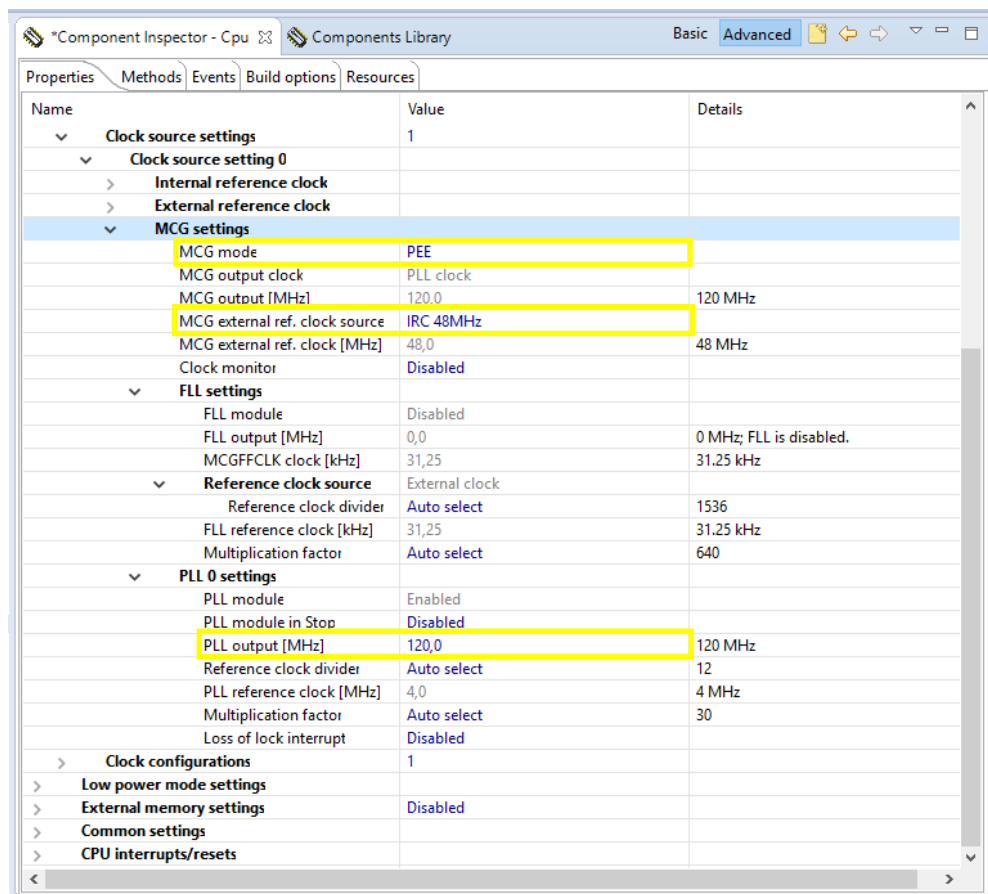 *Component Inspector - Cpu Components Library Basic Advanced
Properties Methods Events Build options Resources
Name Value Details
Clock source settings 1
Clock source setting 0
Internal reference clock
External reference clock
MCG settings
MCG mode PEE
MCG output clock PLL clock
MCG output [MHz] 120,0 120 MHz
MCG external ref. clock source IRC 48MHz
MCG external ref. clock [MHz] 48,0 48 MHz
Clock monitor Disabled
FLL settings
FLL module Disabled
FLL output [MHz] 0,0 0 MHz; FLL is disabled.
MCGFFCLK clock [kHz] 31,25 31.25 kHz
Reference clock source External clock
Reference clock divider Auto select 1536
FLL reference clock [kHz] 31,25 31.25 kHz
Multiplication factor Auto select 640
PLL 0 settings
PLL module Enabled
PLL module in Stop Disabled
PLL output [MHz] 120,0 120 MHz
Reference clock divider Auto select 12
PLL reference clock [MHz] 4,0 4 MHz
Multiplication factor Auto select 30
Loss of lock interrupt Disabled
Clock configurations 1
Low power mode settings
External memory settings Disabled
Common settings
CPU interrupts/resets